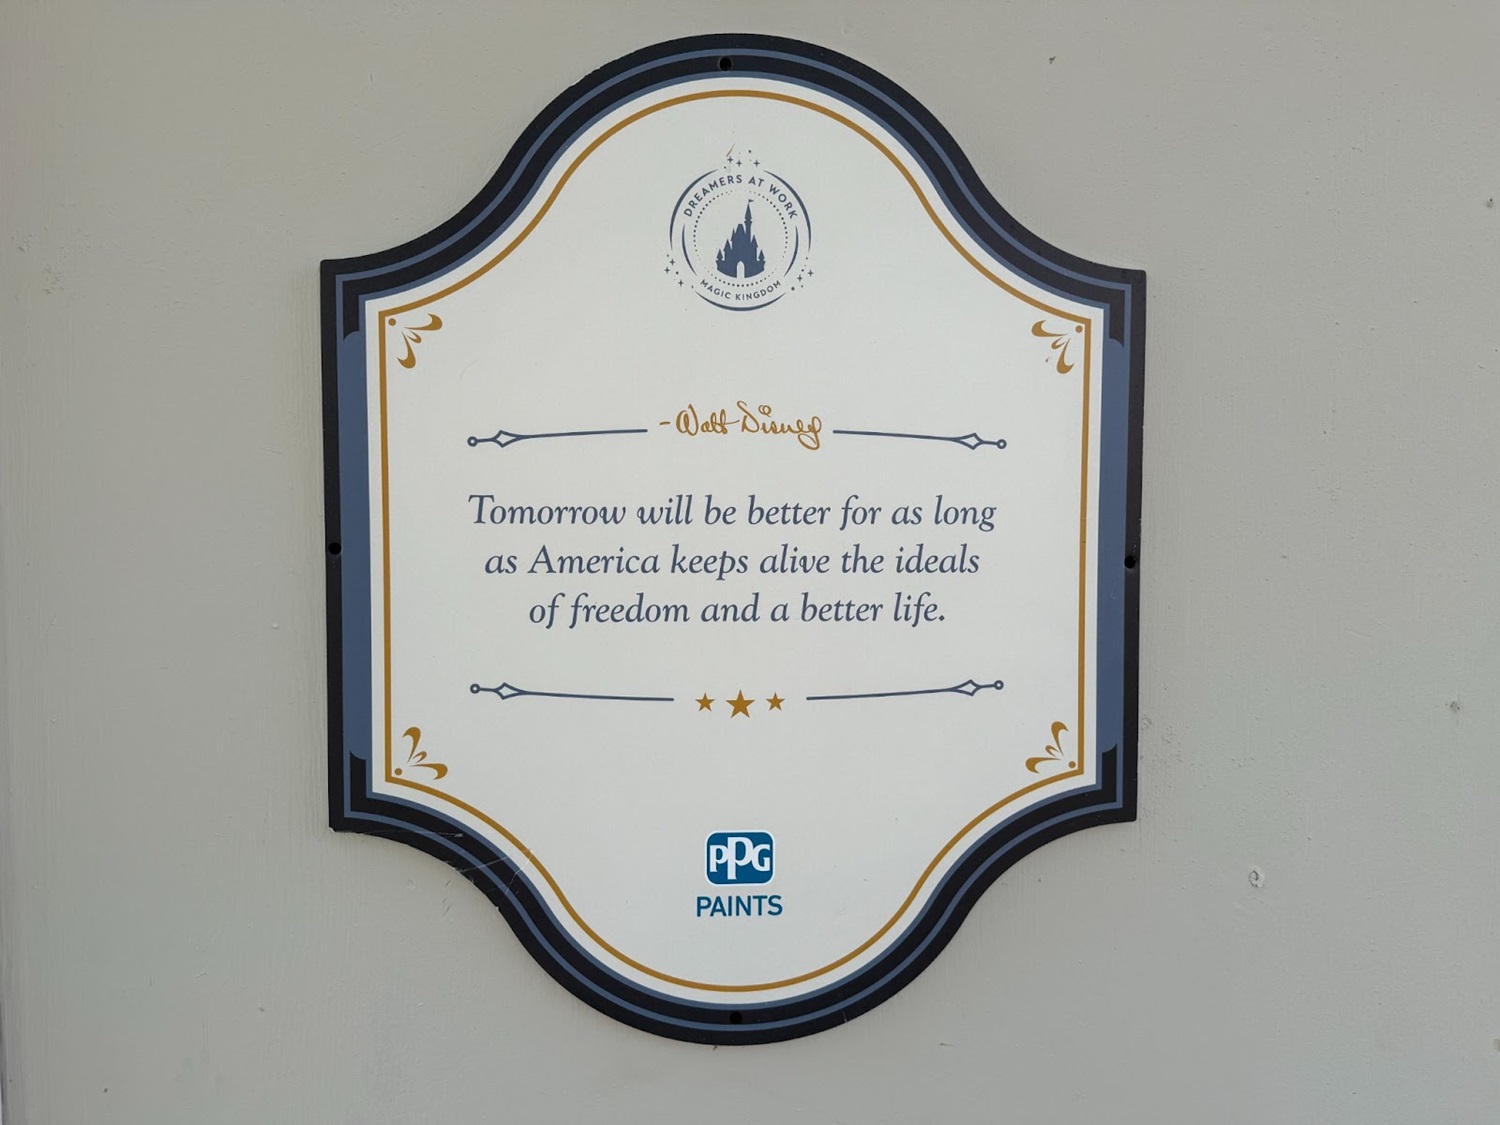 DREAMERS AT WORK
MAGIC KINGDOM
-Walt Disney
Tomorrow will be better for as long
as America keeps alive the ideals
of freedom and a better life.
PPG
PAINTS